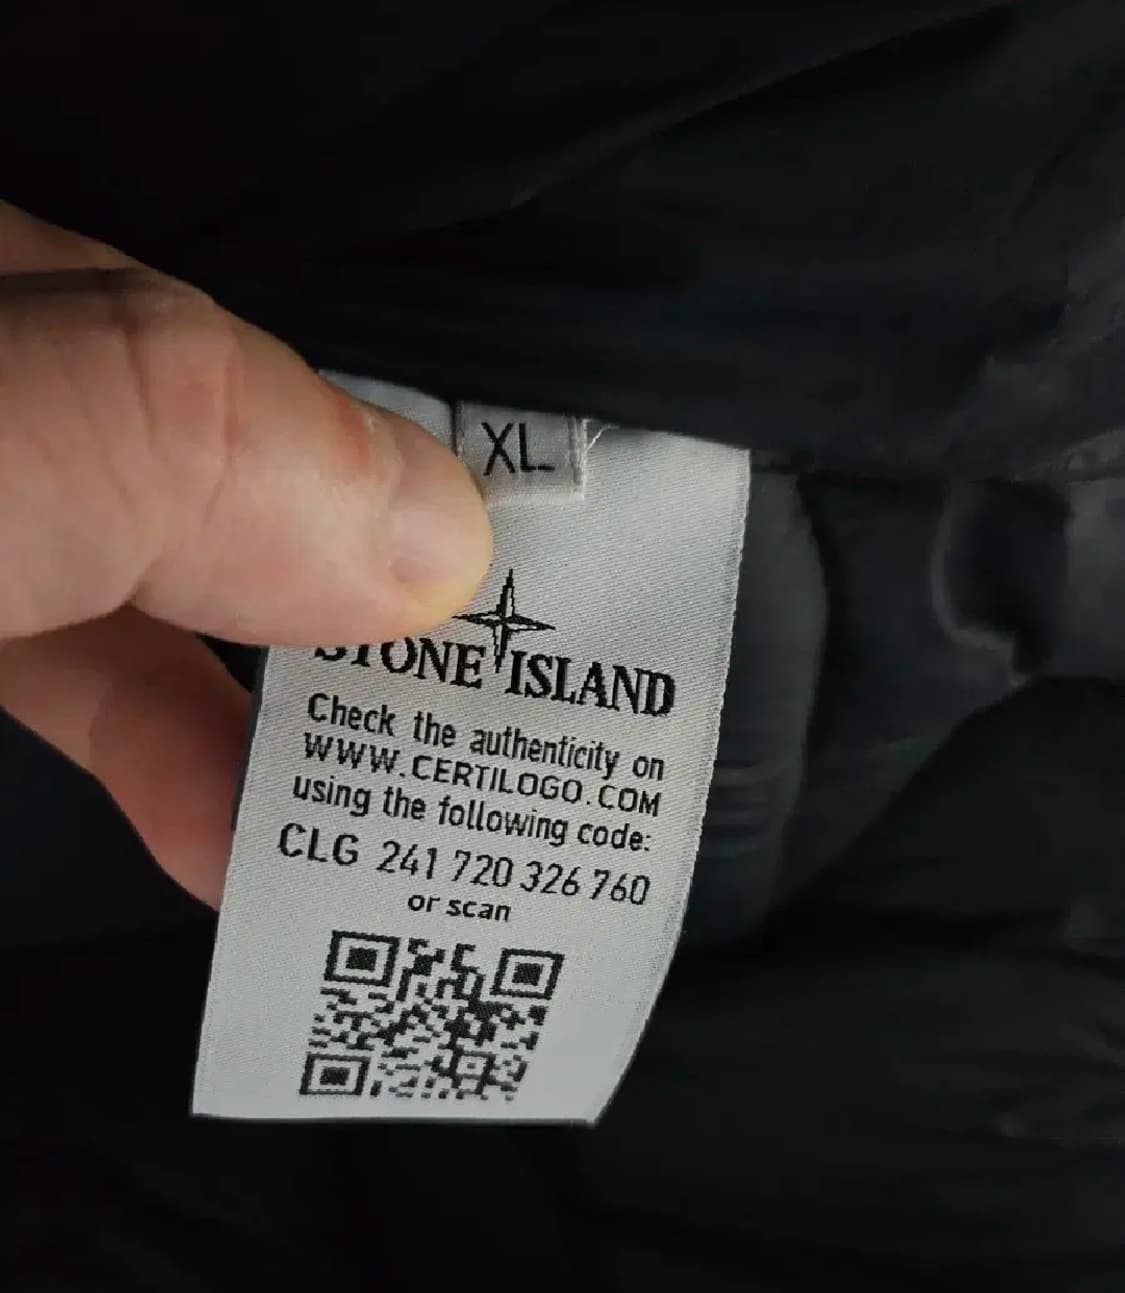 XL
STONE ISLAND
Check the authenticity on
WWW.CERTILOGO.COM
using the following code:
CLG 241 720 326 760
or scan